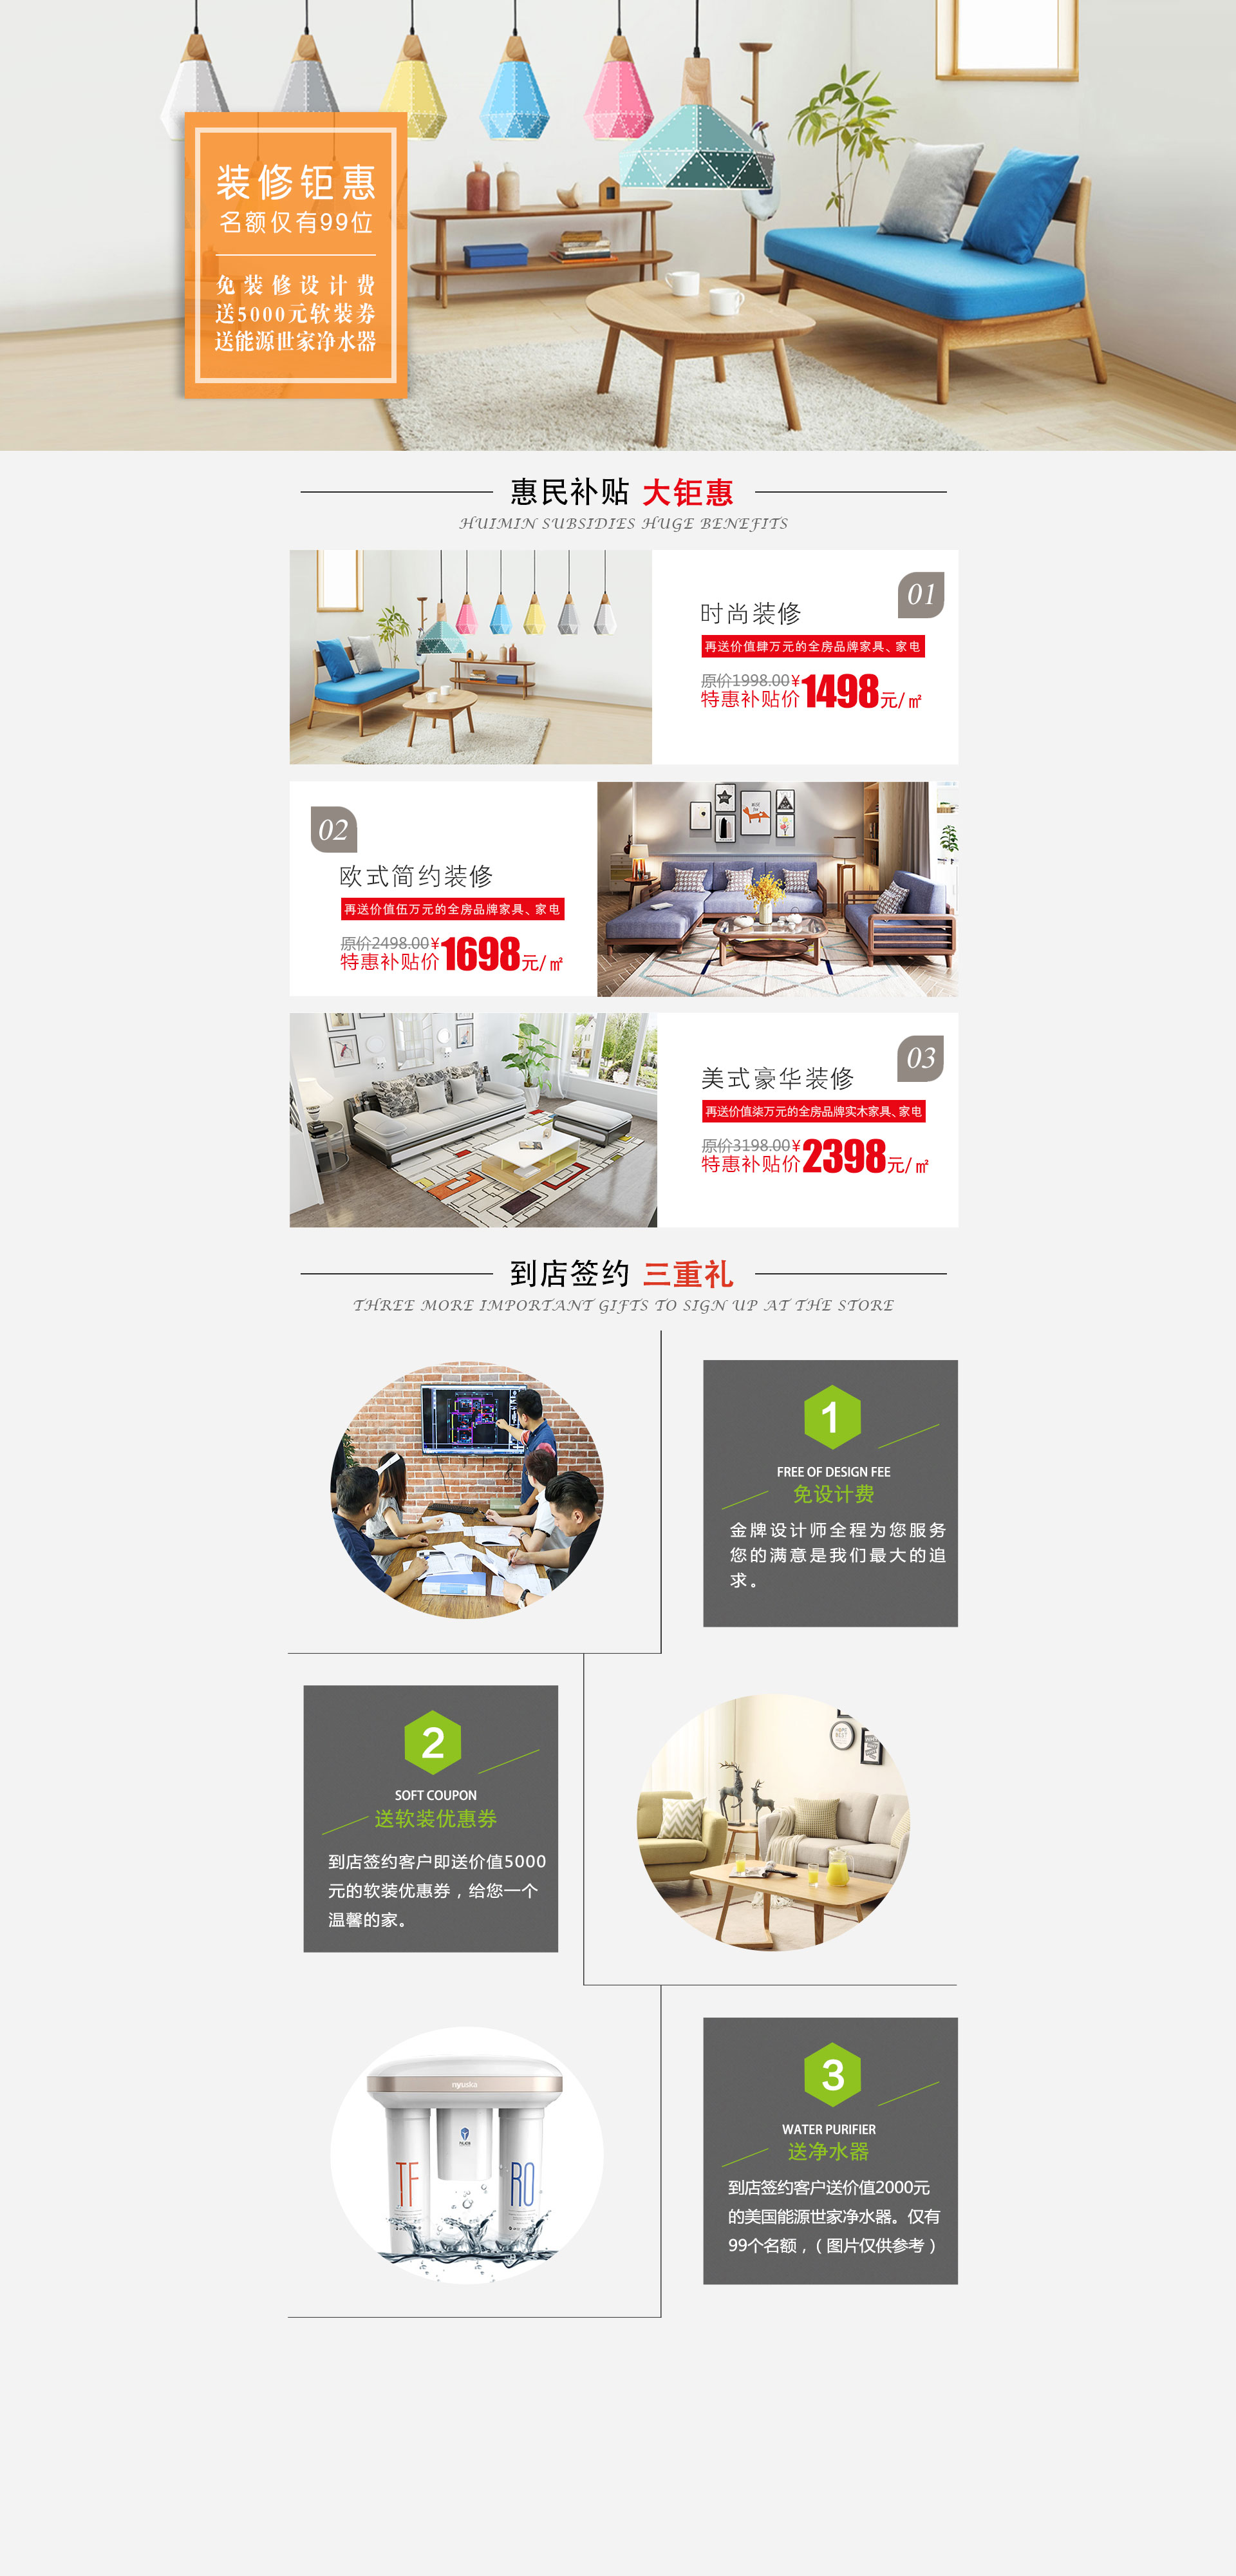 装修钜惠
名额仅有99位
免装修设计费
送5000元软装券
送能源世家净水器
惠民补贴 大钜惠
HUIMIN SUBSIDIES HUGE BENEFITS
01
时尚装修
再送价值肆万元的全房品牌家具、家电
原价1998.00¥
特惠补贴价1498元/㎡
02
欧式简约装修
再送价值伍万元的全房品牌家具、家电
原价2498.00¥
特惠补贴价1698元/㎡
03
美式豪华装修
再送价值柒万元的全房品牌实木家具、家电
原价3198.00¥
特惠补贴价2398元/㎡
到店签约 三重礼
THREE MORE IMPORTANT GIFTS TO SIGN UP AT THE STORE
1
FREE OF DESIGN FEE
免设计费
金牌设计师全程为您服务
您的满意是我们最大的追
求。
2
SOFT COUPON
送软装优惠券
到店签约客户即送价值5000
元的软装优惠券，给您一个
温馨的家。
TF
RO
3
WATER PURIFIER
送净水器
到店签约客户送价值2000元
的美国能源世家净水器。仅有
99个名额，（图片仅供参考）